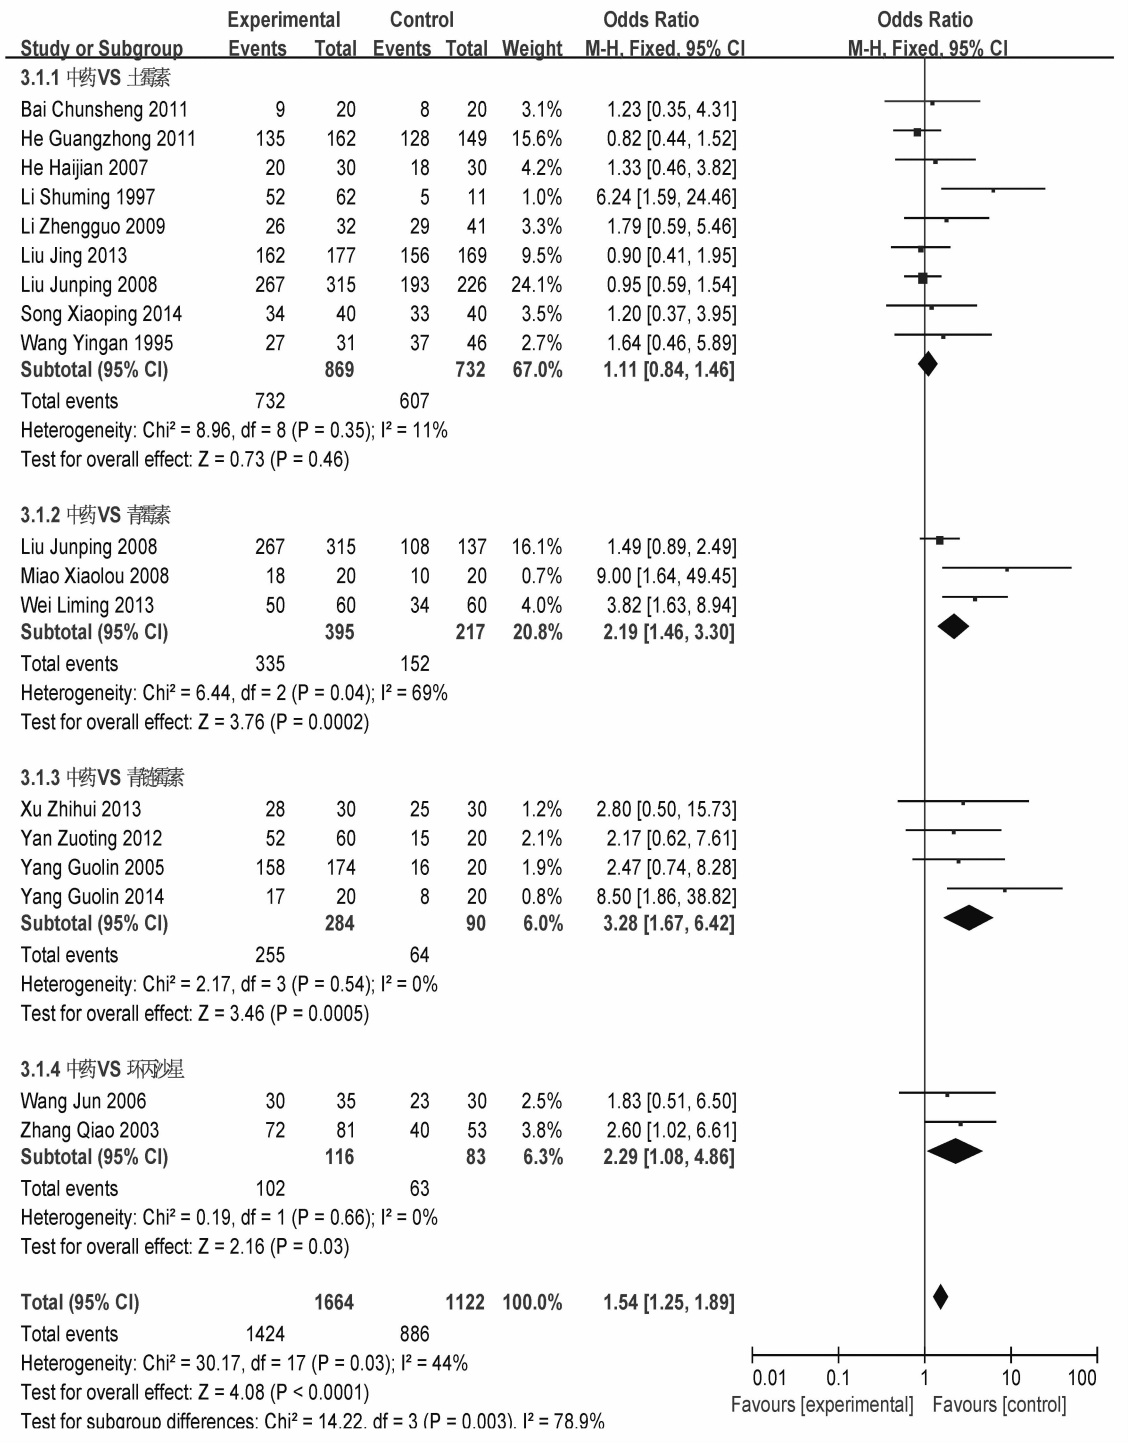 Experimental Control Odds Ratio Odds Ratio
Study or Subgroup Events Total Events Total Weight M-H, Fixed, 95% CI M-H, Fixed, 95% CI
3.1.1 中药VS 土霉素
Bai Chunsheng 2011 9 20 8 20 3.1% 1.23 [0.35, 4.31]
He Guangzhong 2011 135 162 128 149 15.6% 0.82 [0.44, 1.52]
He Haijian 2007 20 30 18 30 4.2% 1.33 [0.46, 3.82]
Li Shuming 1997 52 62 5 11 1.0% 6.24 [1.59, 24.46]
Li Zhengguo 2009 26 32 29 41 3.3% 1.79 [0.59, 5.46]
Liu Jing 2013 162 177 156 169 9.5% 0.90 [0.41, 1.95]
Liu Junping 2008 267 315 193 226 24.1% 0.95 [0.59, 1.54]
Song Xiaoping 2014 34 40 33 40 3.5% 1.20 [0.37, 3.95]
Wang Yingan 1995 27 31 37 46 2.7% 1.64 [0.46, 5.89]
Subtotal (95% CI) 869 732 67.0% 1.11 [0.84, 1.46]
Total events 732 607
Heterogeneity: Chi² = 8.96, df = 8 (P = 0.35); I² = 11%
Test for overall effect: Z = 0.73 (P = 0.46)
3.1.2 中药VS 青霉素
Liu Junping 2008 267 315 108 137 16.1% 1.49 [0.89, 2.49]
Miao Xiaolou 2008 18 20 10 20 0.7% 9.00 [1.64, 49.45]
Wei Liming 2013 50 60 34 60 4.0% 3.82 [1.63, 8.94]
Subtotal (95% CI) 395 217 20.8% 2.19 [1.46, 3.30]
Total events 335 152
Heterogeneity: Chi² = 6.44, df = 2 (P = 0.04); I² = 69%
Test for overall effect: Z = 3.76 (P = 0.0002)
3.1.3 中药VS 青链霉素
Xu Zhihui 2013 28 30 25 30 1.2% 2.80 [0.50, 15.73]
Yan Zuoting 2012 52 60 15 20 2.1% 2.17 [0.62, 7.61]
Yang Guolin 2005 158 174 16 20 1.9% 2.47 [0.74, 8.28]
Yang Guolin 2014 17 20 8 20 0.8% 8.50 [1.86, 38.82]
Subtotal (95% CI) 284 90 6.0% 3.28 [1.67, 6.42]
Total events 255 64
Heterogeneity: Chi² = 2.17, df = 3 (P = 0.54); I² = 0%
Test for overall effect: Z = 3.46 (P = 0.0005)
3.1.4 中药VS 环丙沙星
Wang Jun 2006 30 35 23 30 2.5% 1.83 [0.51, 6.50]
Zhang Qiao 2003 72 81 40 53 3.8% 2.60 [1.02, 6.61]
Subtotal (95% CI) 116 83 6.3% 2.29 [1.08, 4.86]
Total events 102 63
Heterogeneity: Chi² = 0.19, df = 1 (P = 0.66); I² = 0%
Test for overall effect: Z = 2.16 (P = 0.03)
Total (95% CI) 1664 1122 100.0% 1.54 [1.25, 1.89]
Total events 1424 886
Heterogeneity: Chi² = 30.17, df = 17 (P = 0.03); I² = 44%
Test for overall effect: Z = 4.08 (P < 0.0001)
Test for subgroup differences: Chi² = 14.22, df = 3 (P = 0.003), I² = 78.9%
0.01 0.1 1 10 100
Favours [experimental] Favours [control]